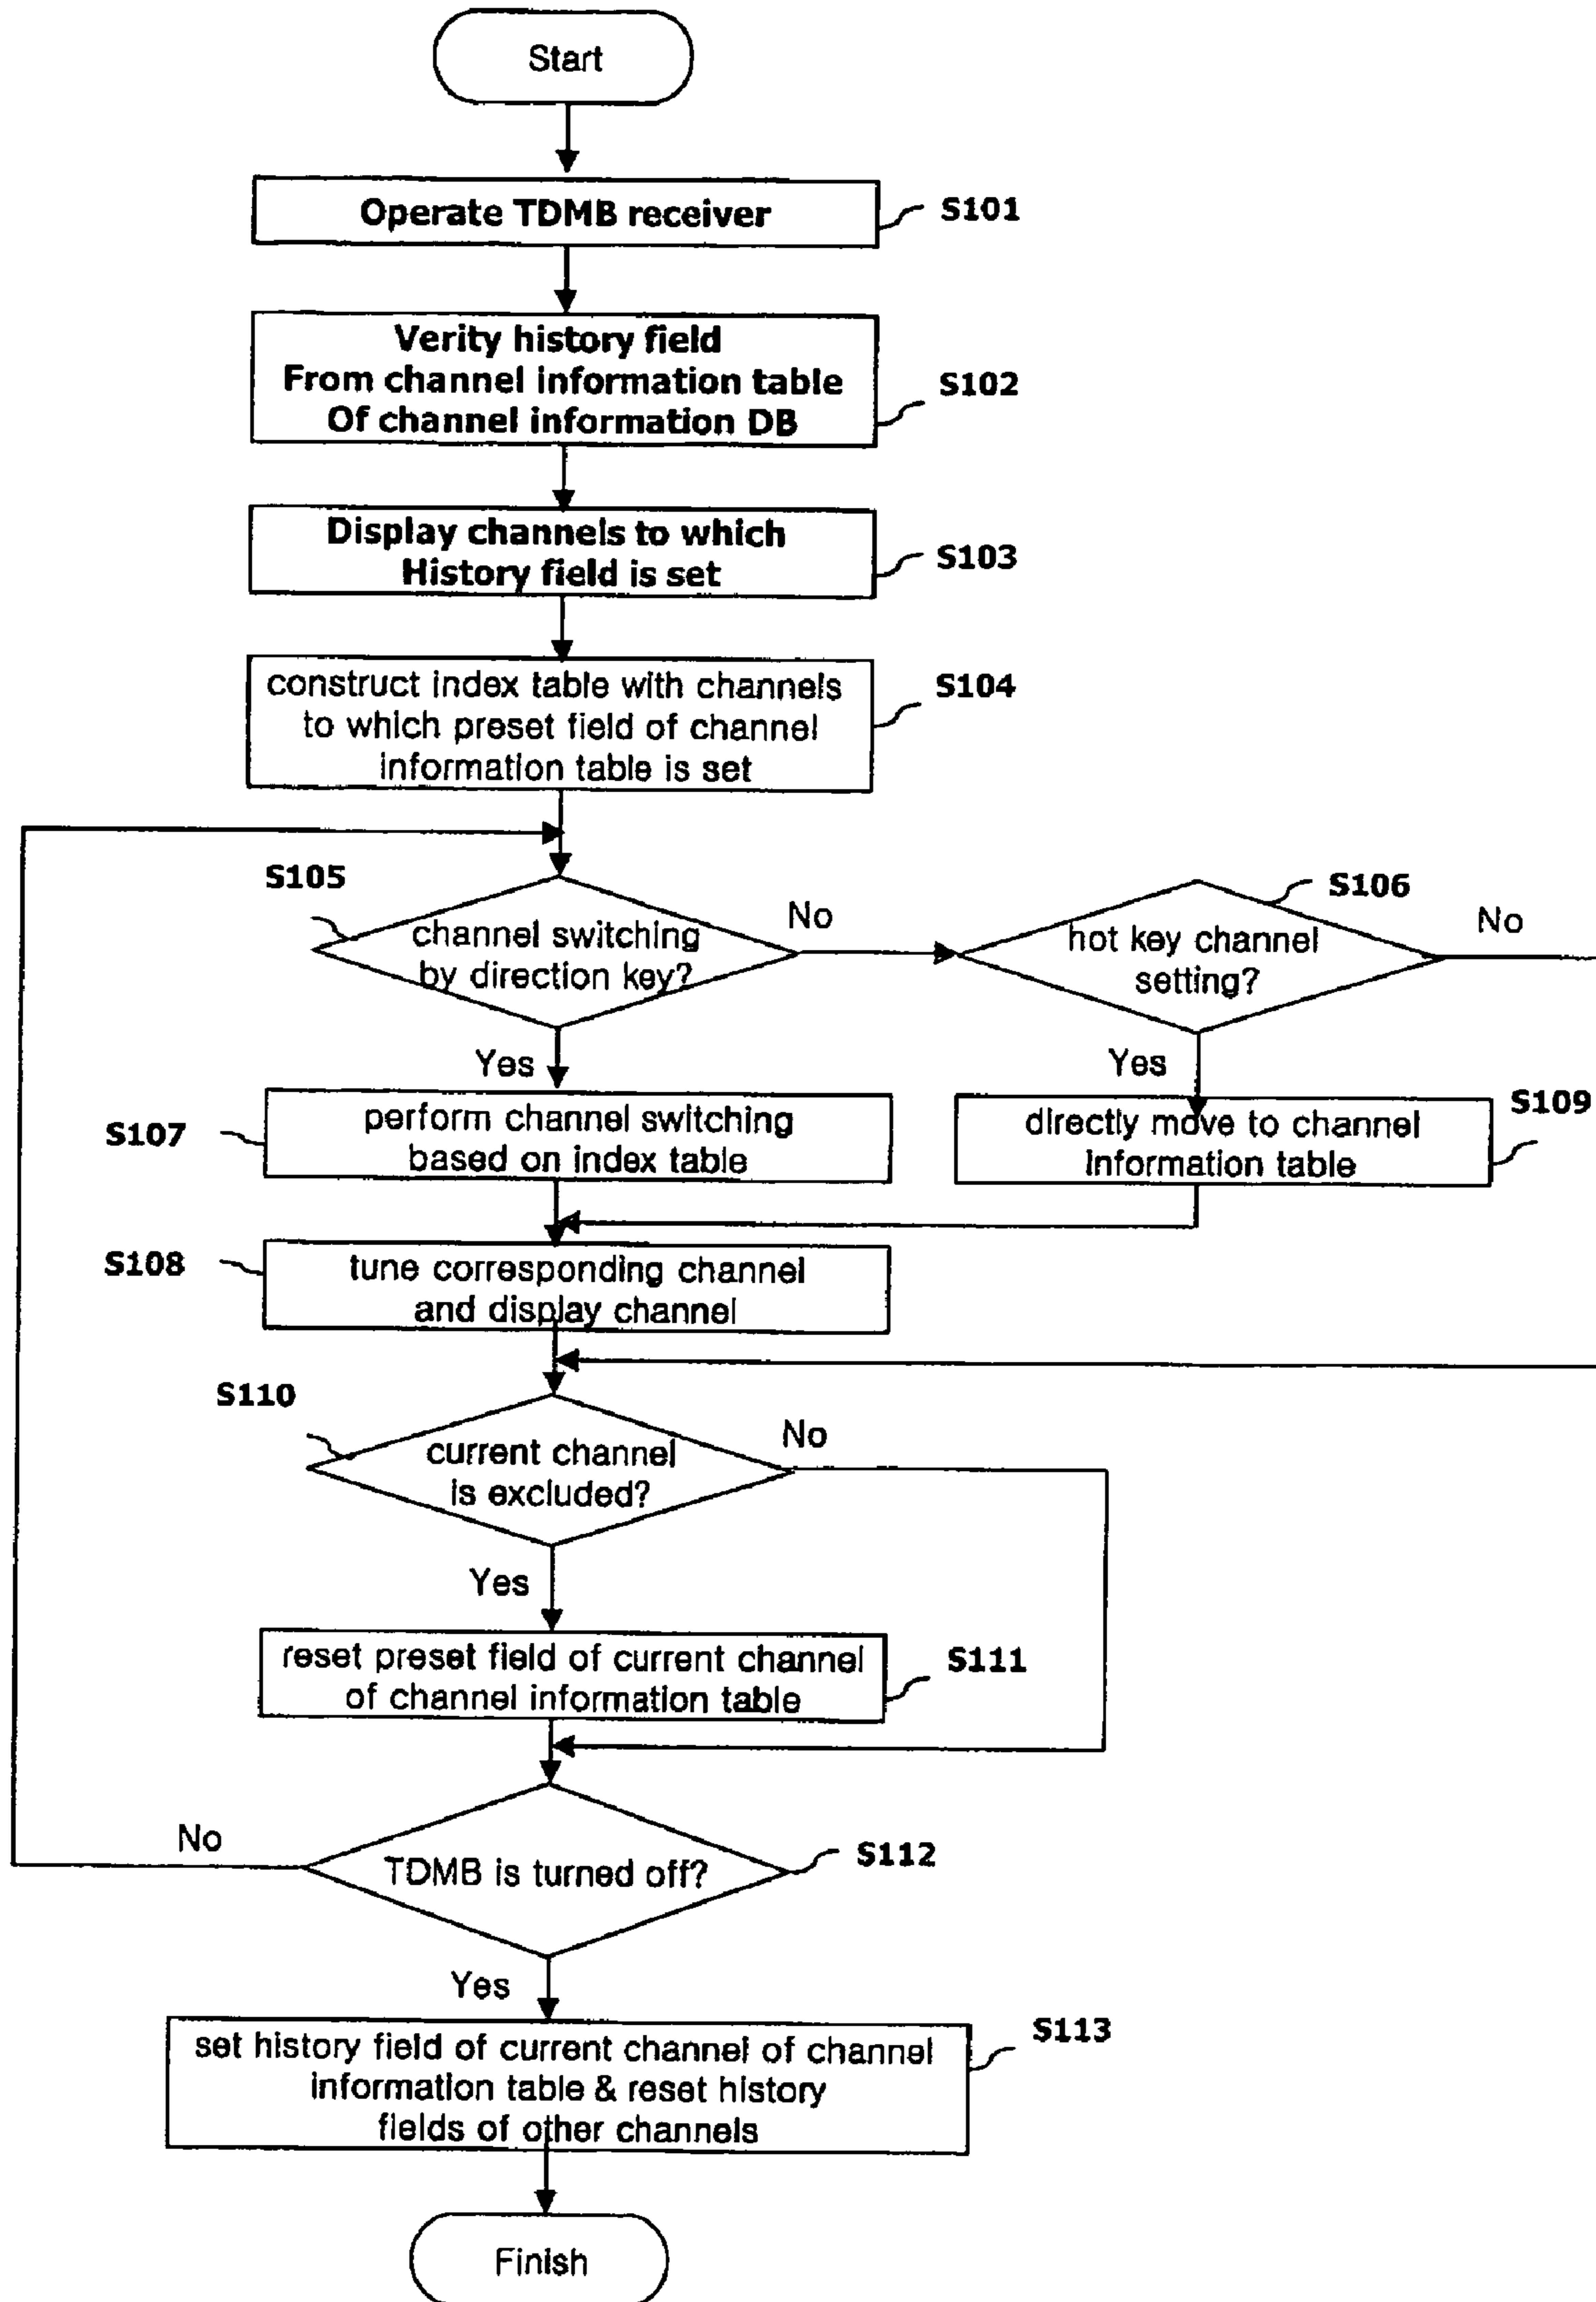 Start
Operate TDMB receiver
S101
Verity history field
From channel information table
Of channel information DB
S102
Display channels to which
History field is set
S103
construct index table with channels
to which preset field of channel
information table is set
S104
S105
channel switching
by direction key?
No
S106
hot key channel
setting?
No
Yes
Yes
S107
perform channel switching
based on index table
directly move to channel
information table
S109
S108
tune corresponding channel
and display channel
S110
current channel
is excluded?
No
Yes
reset preset field of current channel
of channel information table
S111
No
TDMB is turned off?
S112
Yes
set history field of current channel of channel
information table & reset history
fields of other channels
S113
Finish